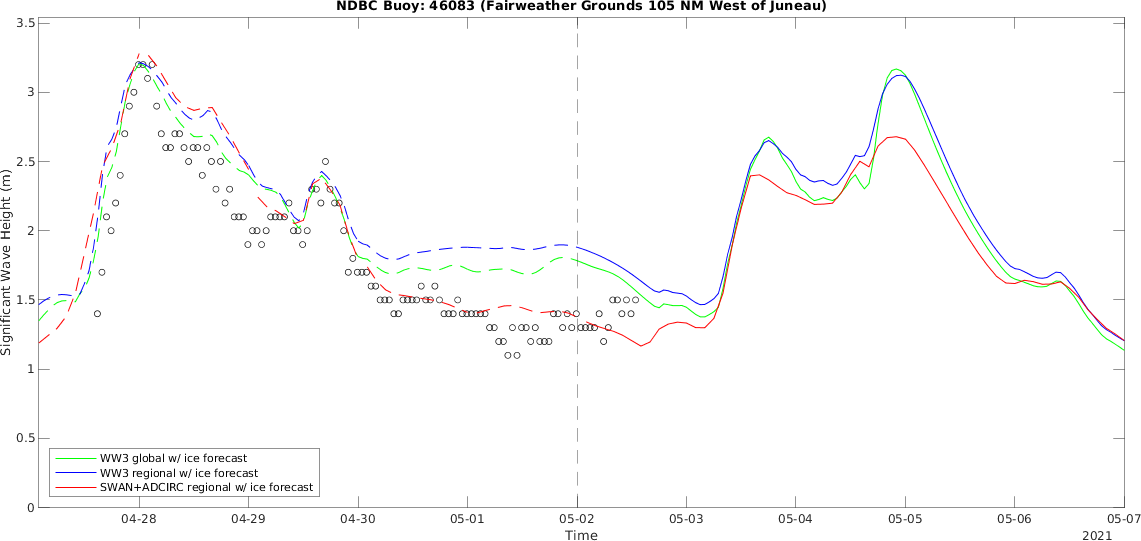 NDBC Buoy: 46083 (Fairweather Grounds 105 NM West of Juneau)
3.5
3
2.5
2
1.5
1
0.5
0
Significant Wave Height (m)
WW3 global w/ ice forecast
WW3 regional w/ ice forecast
SWAN+ADCIRC regional w/ ice forecast
04-28 04-29 04-30 05-01 05-02 05-03 05-04 05-05 05-06 05-07
Time
2021